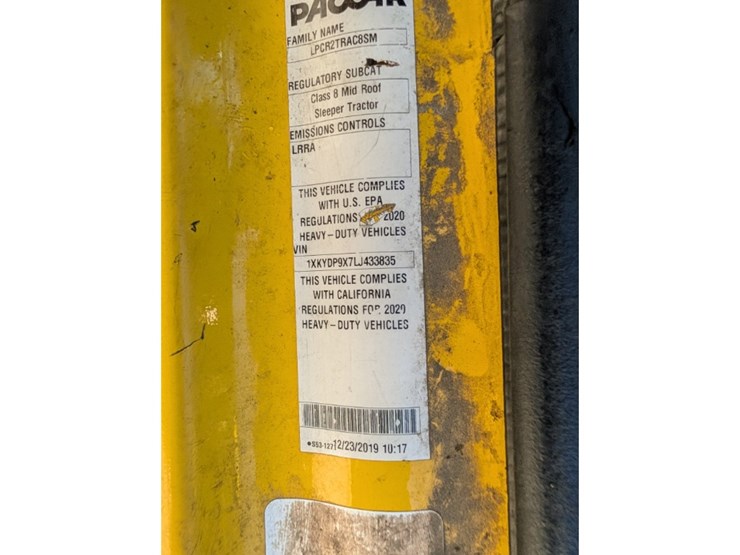 PACCAR
FAMILY NAME
LPCR2TRAC8SM
REGULATORY SUBCAT
Class 8 Mid Roof
Sleeper Tractor
EMISSIONS CONTROLS
LRRA
THIS VEHICLE COMPLIES
WITH U.S. EPA
REGULATIONS 2020
HEAVY-DUTY VEHICLES
VIN
1XKYDP9X7LJ433835
THIS VEHICLE COMPLIES
WITH CALIFORNIA
REGULATIONS FOR 2020
HEAVY-DUTY VEHICLES
12/23/2019 10:17